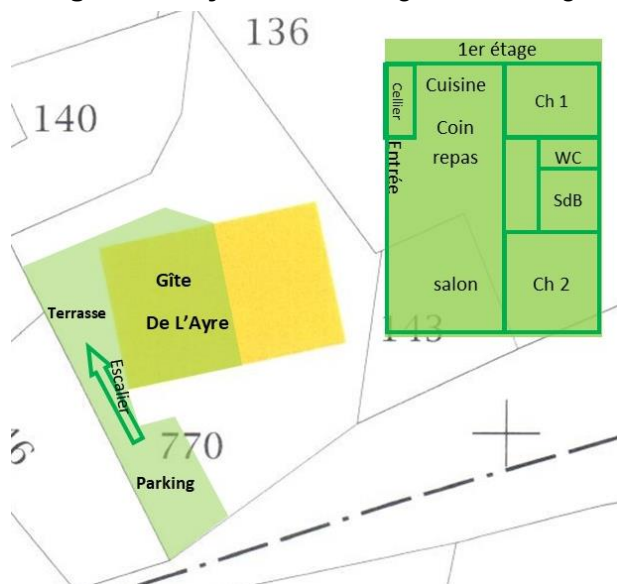 136
140
Gîte
De L'Ayre
Terrasse
Escalier
770
Parking
143
1er étage
Cellier
Cuisine
Coin
repas
Entrée
salon
Ch 1
WC
SdB
Ch 2